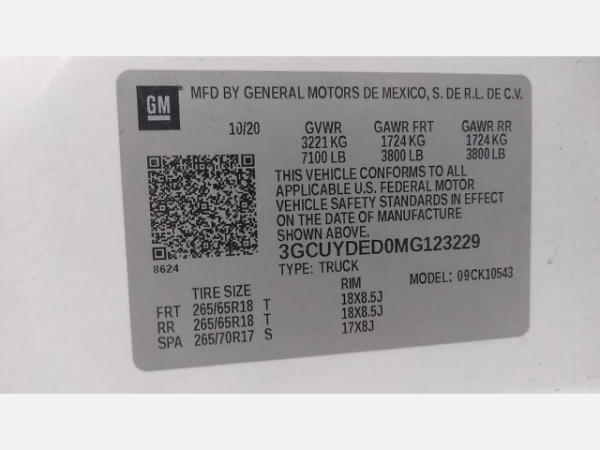 GM MFD BY GENERAL MOTORS DE MEXICO, S. DE R.L. DE C.V.
10/20 GVWR GAWR FRT GAWR RR
3221 KG 1724 KG 1724 KG
7100 LB 3800 LB 3800 LB
THIS VEHICLE CONFORMS TO ALL
APPLICABLE U.S. FEDERAL MOTOR
VEHICLE SAFETY STANDARDS IN EFFECT
ON THE DATE OF MANUFACTURE
SHOWN ABOVE.
3GCUYDED0MG123229
8624
TYPE: TRUCK MODEL: 09CK10543
TIRE SIZE RIM
FRT 265/65R18 T 18X8.5J
RR 265/65R18 T 18X8.5J
SPA 265/70R17 S 17X8J